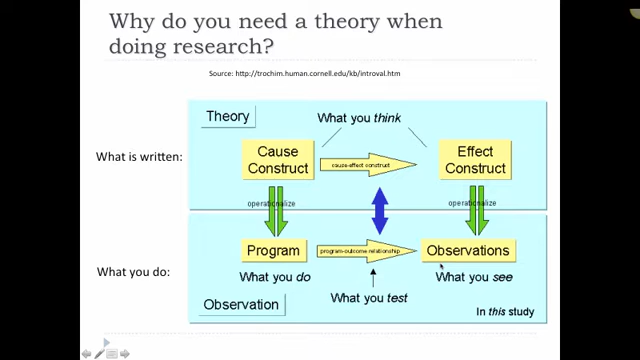 Why do you need a theory when
doing research?
Source: http://trochim.human.cornell.edu/kb/introval.htm
Theory
What you think
What is written:
Cause
Construct
cause-effect construct
Effect
Construct
operationalize
operationalize
Program
program-outcome relationship
Observations
What you do:
What you do
What you see
What you test
Observation
In this study